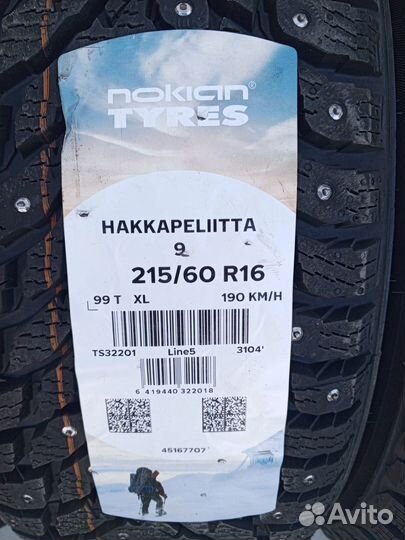 nokian®
TYRES
HAKKAPELIITTA
9
215/60 R16
99 T XL 190 KM/H
TS32201 Line5 3104'
6 419440 322018
45167707
Avito